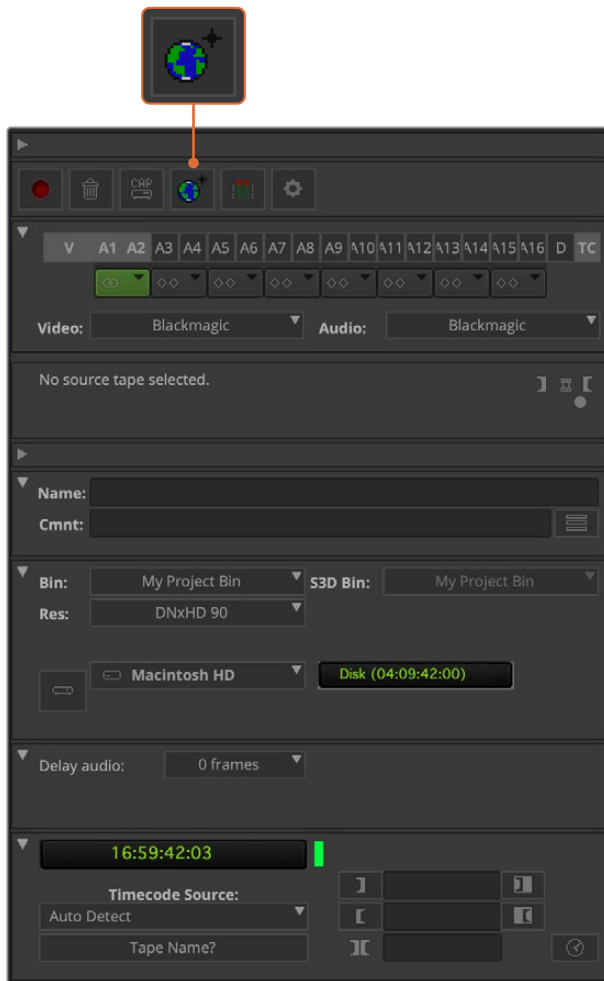 CAP
V A1 A2 A3 A4 A5 A6 A7 A8 A9 A10 A11 A12 A13 A14 A15 A16 D TC
Video: Blackmagic Audio: Blackmagic
No source tape selected.
Name:
Cmnt:
Bin: My Project Bin S3D Bin: My Project Bin
Res: DNxHD 90
Macintosh HD Disk (04:09:42:00)
Delay audio: 0 frames
16:59:42:03
Timecode Source:
Auto Detect
Tape Name?